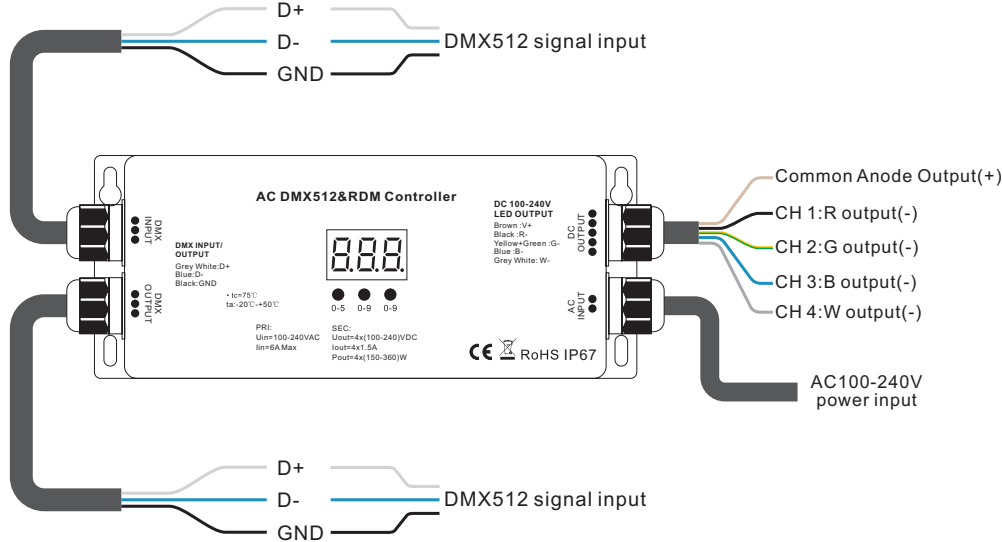 D+
D-
GND
DMX512 signal input
AC DMX512&RDM Controller
DMX
INPUT
DMX INPUT/
OUTPUT
Grey White:D+
Blue:D-
Black:GND
DMX
OUTPUT
• tc=75℃
ta:-20℃-+50℃
8.8.8.
0-5
0-9
0-9
PRI:
Uin=100-240VAC
Iin=6A Max
SEC:
Uout=4x(100-240)VDC
Iout=4x1.5A
Pout=4x(150-360)W
DC 100-240V
LED OUTPUT
Brown:V+
Black:R-
Yellow+Green:G-
Blue:B-
Grey White: W-
DC
OUTPUT
AC
INPUT
CE RoHS IP67
Common Anode Output(+)
CH 1:R output(-)
CH 2:G output(-)
CH 3:B output(-)
CH 4:W output(-)
AC100-240V
power input
D+
D-
GND
DMX512 signal input